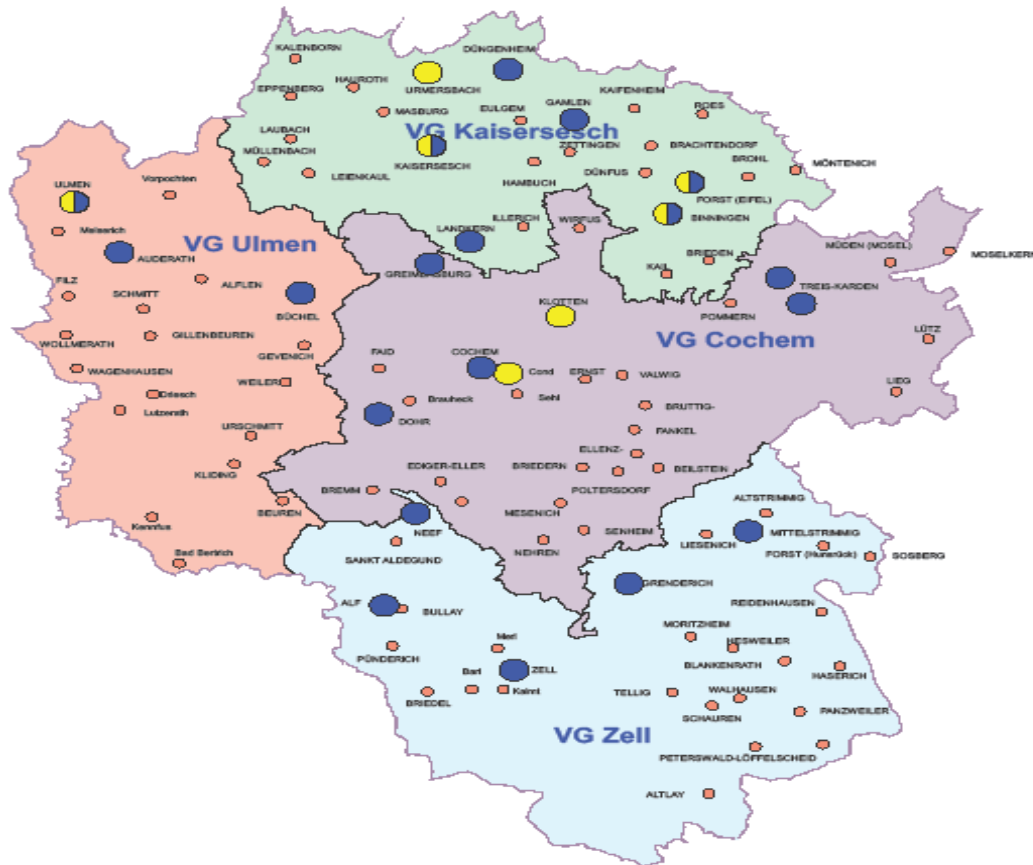 KALENBORN
DÜNGENHEIM
HAUROTH
URMERSBACH
EPPENBERG
KAIFENHEIM
MASBURG
EULGEM
GAMLEN
ROES
VG Kaisersesch
LAUBACH
MÜLLENBACH
KAISERSESCH
ZETTINGEN
BRACHTENDORF
BROHL
MÖNTENICH
LEIENKAUL
HAMBUCH
DÜNFUS
FORST (EIFEL)
BINNINGEN
ILLERICH
WIRFUS
LANDKERN
BRIEDEN
KAIL
ULMEN
Vorpochten
Meiserich
VG Ulmen
AUDERATH
FILZ
ALFLEN
SCHMITT
BÜCHEL
GILLENBEUREN
WOLLMERATH
GEVENICH
WAGENHAUSEN
WEILER
Driesch
Lutzerath
URSCHMITT
KLIDING
BEUREN
Kennfus
Bad Bertrich
MÜDEN (MOSEL)
MOSELKERN
TREIS-KARDEN
POMMERN
KLOTTEN
VG Cochem
LÜTZ
FAID
COCHEM
Cond
ERNST
VALWIG
LIEG
Brauheck
Sehl
DOHR
BRUTTIG-
FANKEL
ELLENZ-
EDIGER-ELLER
BRIEDERN
BEILSTEIN
BREMM
POLTERSDORF
MESENICH
SENHEIM
NEHREN
ALTSTRIMMIG
NEEF
MITTELSTRIMMIG
LIESENICH
FORST (Hunsrück)
SOSBERG
SANKT ALDEGUND
GRENDERICH
ALF
BULLAY
REIDENHAUSEN
MORITZHEIM
Merl
HESWEILER
PÜNDERICH
BLANKENRATH
ZELL
HASERICH
Barl
Kaimt
BRIEDEL
TELLIG
WALHAUSEN
SCHAUREN
PANZWEILER
VG Zell
PETERSWALD-LÖFFELSCHEID
ALTLAY